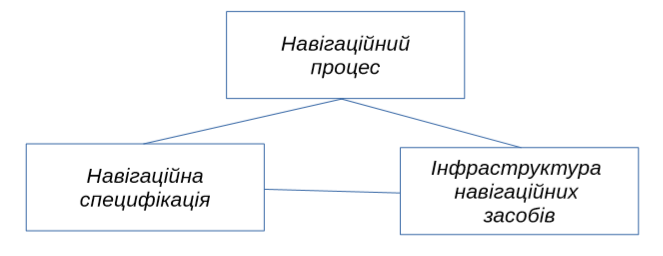 Навігаційний
процес
Навігаційна
специфікація
Інфраструктура
навігаційних
засобів